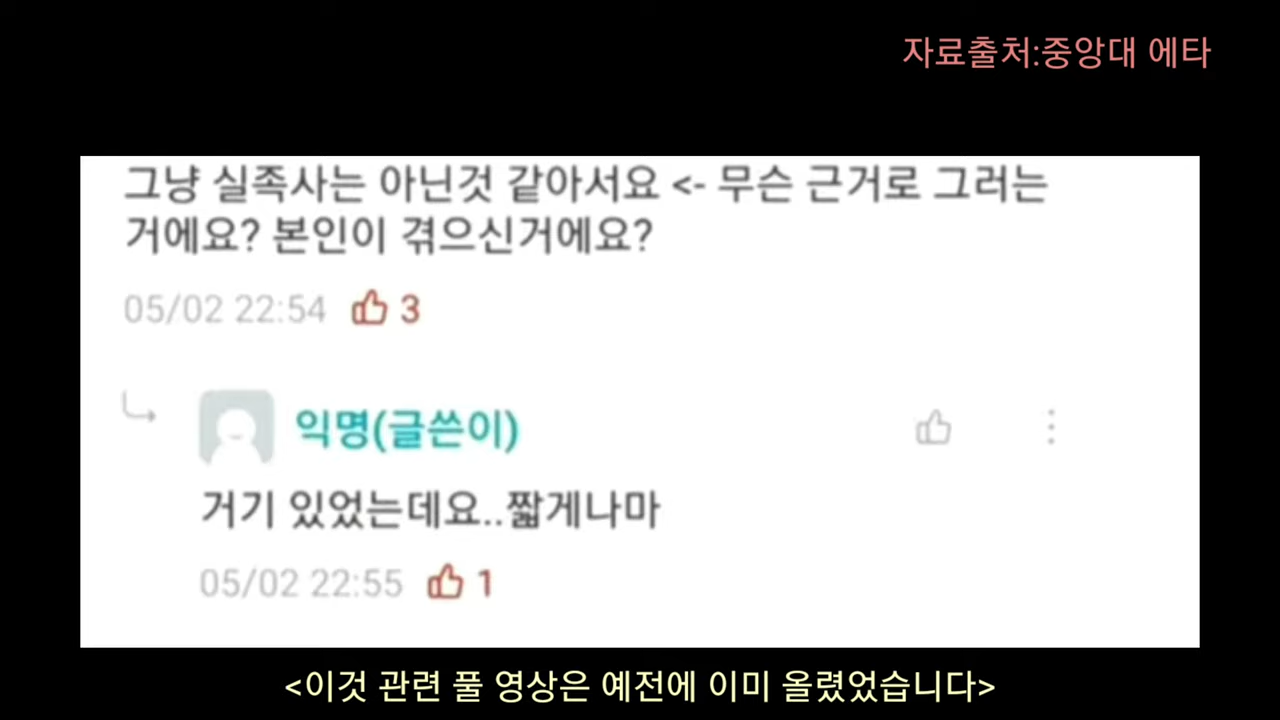 자료출처:중앙대 에타
그냥 실족사는 아닌것 같아서요 <- 무슨 근거로 그러는
거에요? 본인이 겪으신거에요?
05/02 22:54 3
익명(글쓴이)
거기 있었는데요..짧게나마
05/02 22:55 1
<이것 관련 풀 영상은 예전에 이미 올렸었습니다>